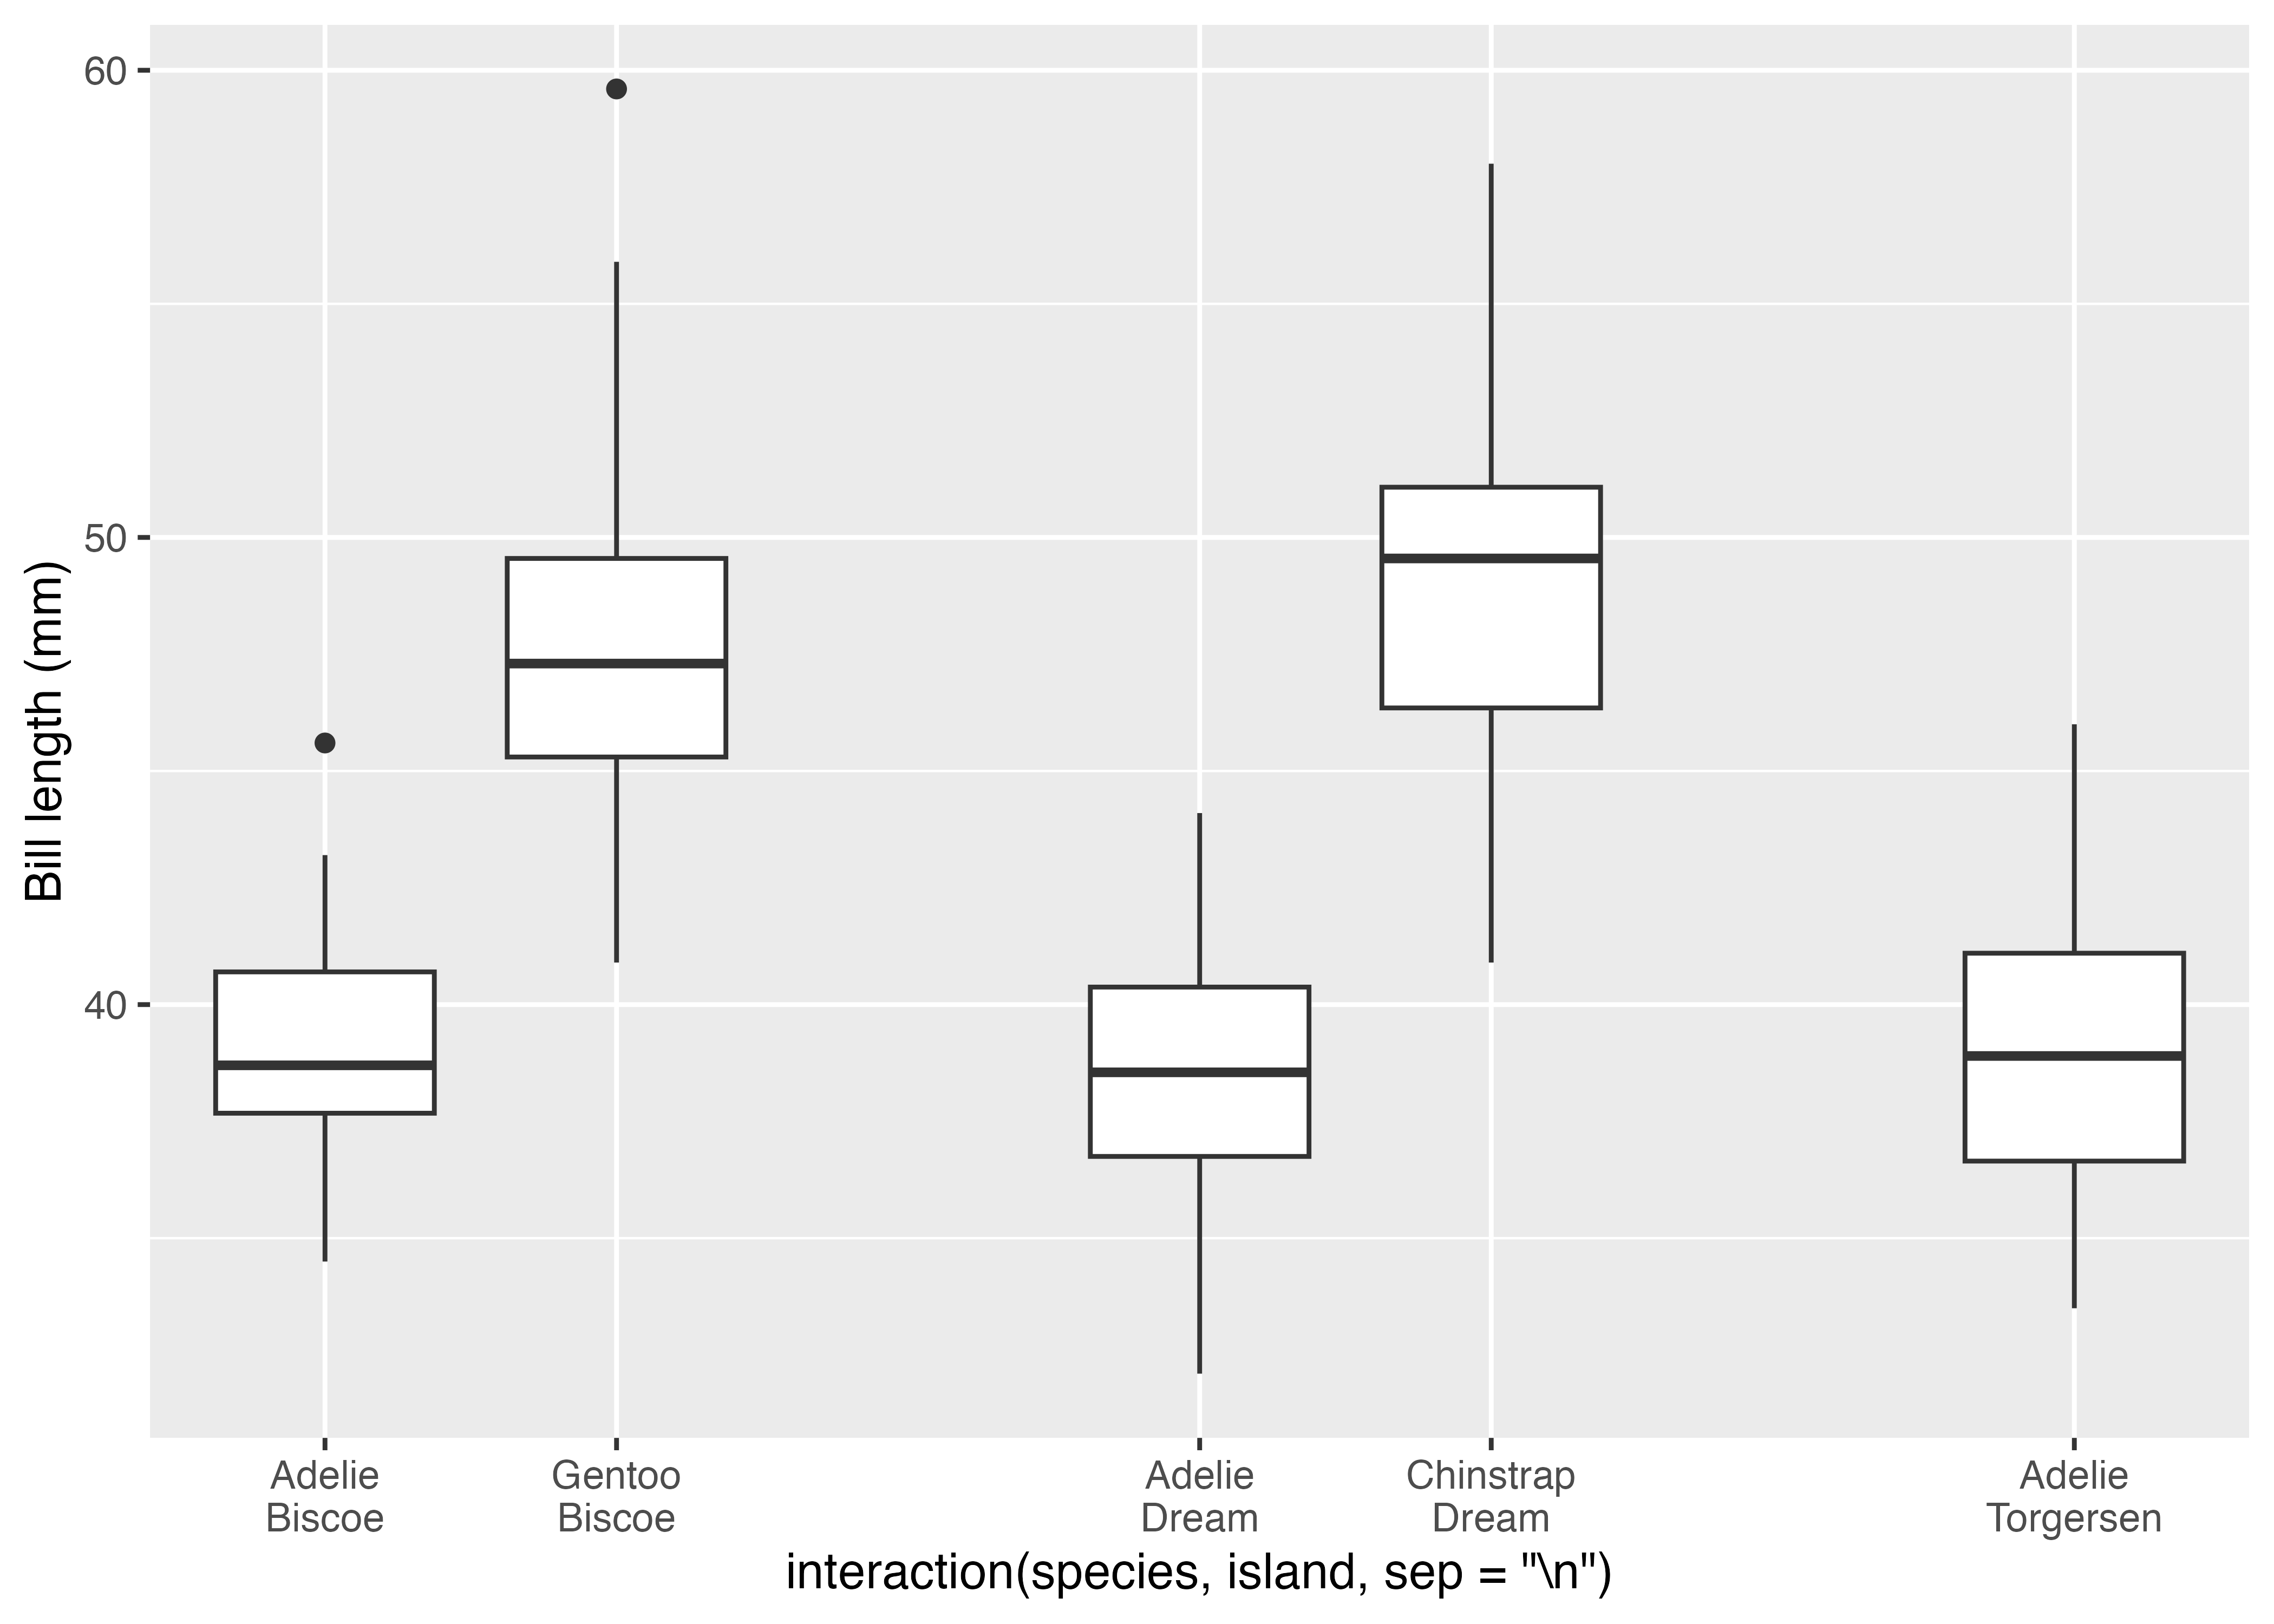 60
50
40
Bill length (mm)
Adelie
Biscoe
Gentoo
Biscoe
Adelie
Dream
Chinstrap
Dream
Adelie
Torgersen
interaction(species, island, sep = "\n")